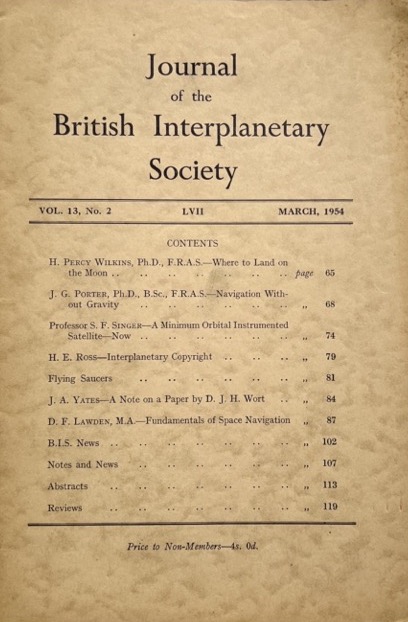 Journal
of the
British Interplanetary
Society
VOL. 13, No. 2 LVII MARCH, 1954
CONTENTS
H. PERCY WILKINS, Ph.D., F.R.A.S.—Where to Land on
the Moon .. .. .. .. .. .. .. page 65
J. G. PORTER, Ph.D., B.Sc., F.R.A.S.—Navigation With-
out Gravity .. .. .. .. .. .. „ 68
Professor S. F. SINGER—A Minimum Orbital Instrumented
Satellite—Now .. .. .. .. .. .. „ 74
H. E. ROSS—Interplanetary Copyright .. .. .. „ 79
Flying Saucers .. .. .. .. .. .. „ 81
J. A. YATES—A Note on a Paper by D. J. H. Wort .. „ 84
D. F. LAWDEN, M.A.—Fundamentals of Space Navigation „ 87
B.I.S. News .. .. .. .. .. .. .. „ 102
Notes and News .. .. .. .. .. .. „ 107
Abstracts .. .. .. .. .. .. .. „ 113
Reviews .. .. .. .. .. .. .. „ 119
Price to Non-Members—4s. 0d.